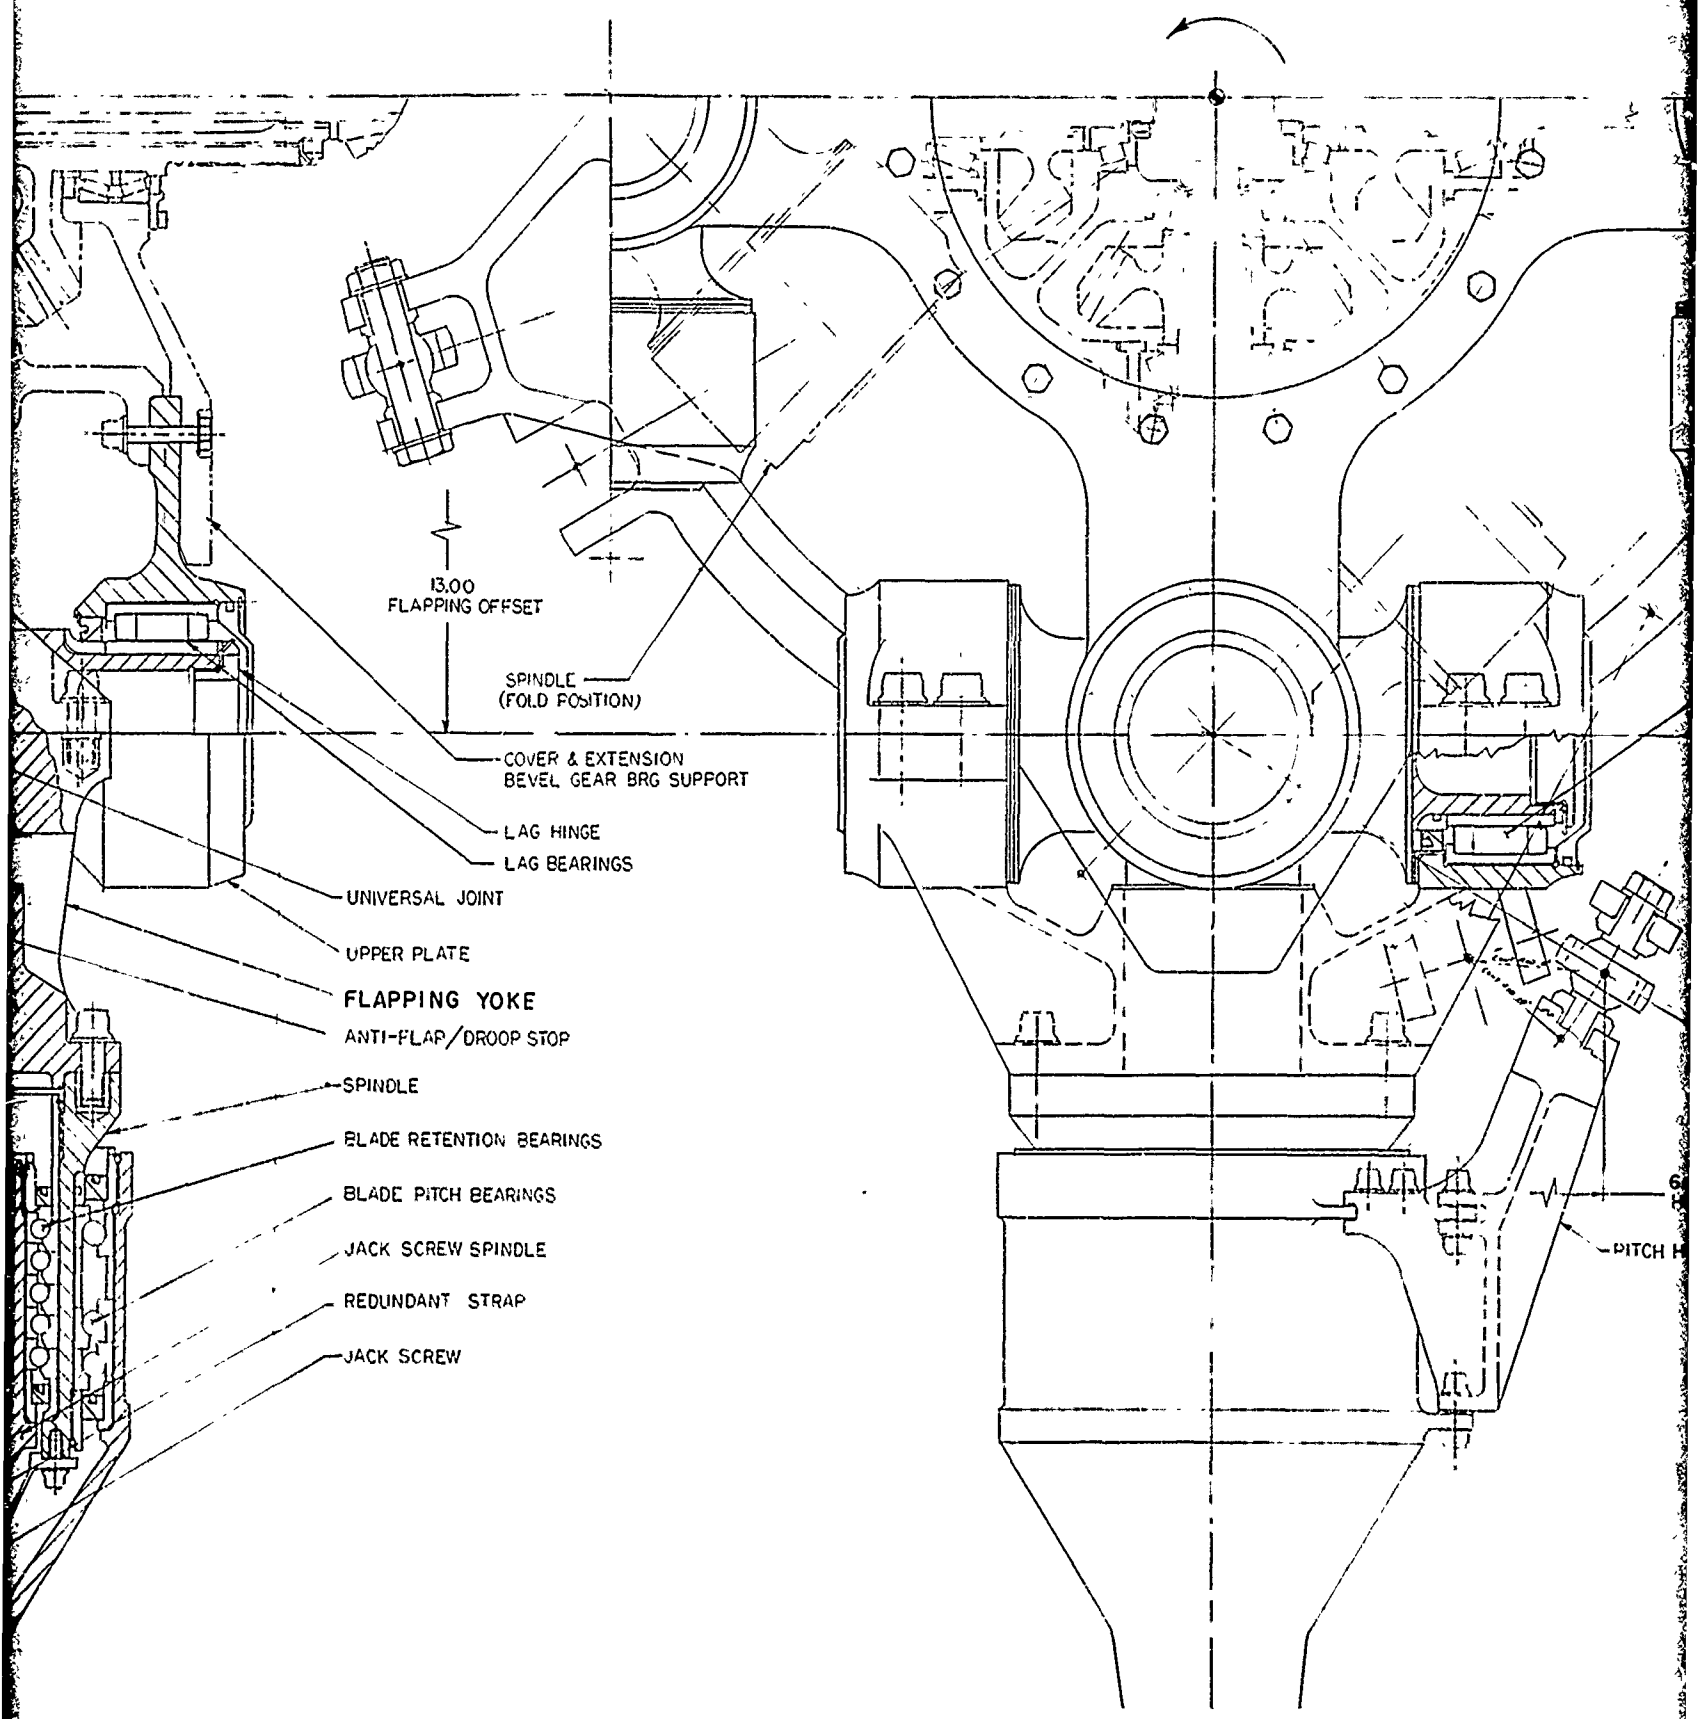 13.00
FLAPPING OFFSET
SPINDLE
(FOLD POSITION)
COVER & EXTENSION
BEVEL GEAR BRG SUPPORT
LAG HINGE
LAG BEARINGS
UNIVERSAL JOINT
UPPER PLATE
FLAPPING YOKE
ANTI-FLAP/DROOP STOP
SPINDLE
BLADE RETENTION BEARINGS
BLADE PITCH BEARINGS
JACK SCREW SPINDLE
REDUNDANT STRAP
JACK SCREW
6
PITCH H